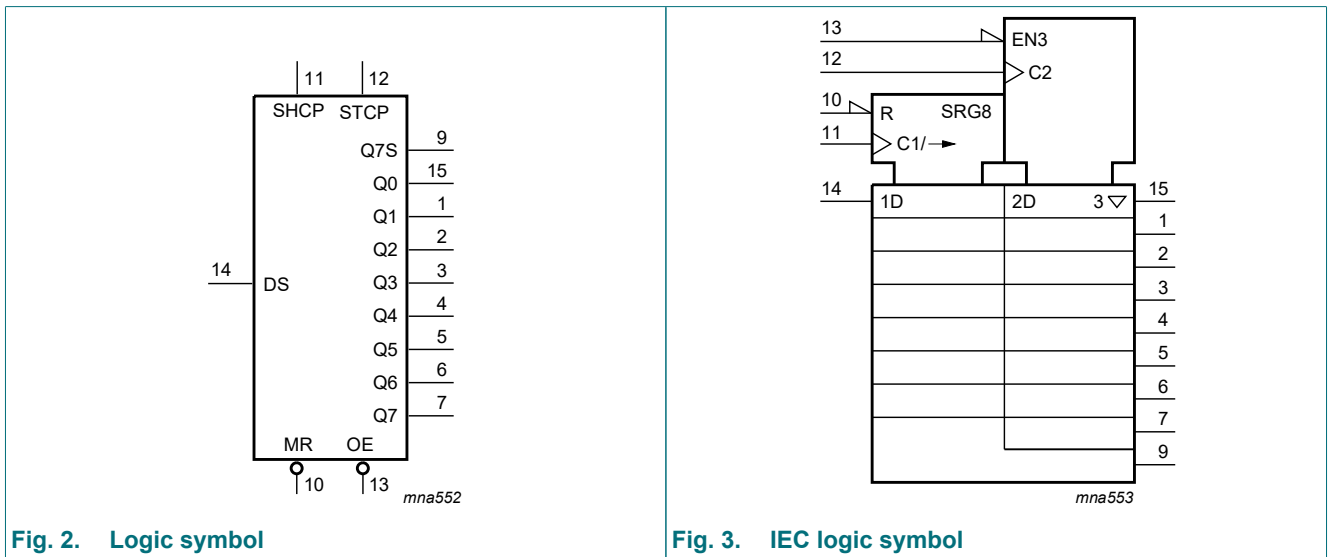 11 12
SHCP STCP
Q7S 9
Q0 15
Q1 1
Q2 2
14 DS Q3 3
Q4 4
Q5 5
Q6 6
Q7 7
MR OE
10 13
mna552
Fig. 2. Logic symbol
13 EN3
12 C2
10 R SRG8
11 C1/
14 1D 2D 3 15
1
2
3
4
5
6
7
9
mna553
Fig. 3. IEC logic symbol